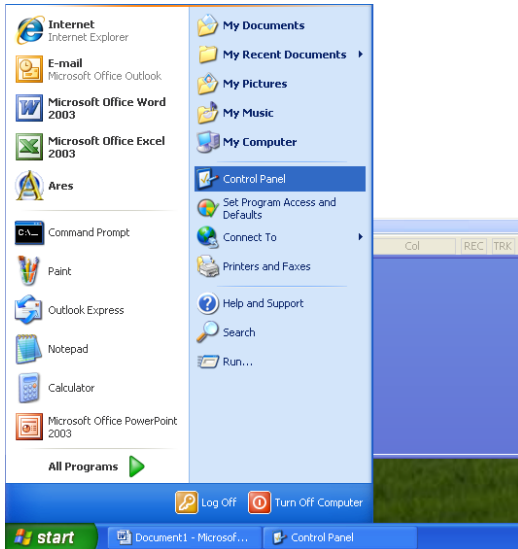 Internet
Internet Explorer
E-mail
Microsoft Office Outlook
Microsoft Office Word
2003
Microsoft Office Excel
2003
Ares
Command Prompt
Paint
Outlook Express
Notepad
Calculator
Microsoft Office PowerPoint
2003
All Programs
My Documents
My Recent Documents
My Pictures
My Music
My Computer
Control Panel
Set Program Access and
Defaults
Connect To
Printers and Faxes
Help and Support
Search
Run...
Col REC TRK
Log Off Turn Off Computer
start Document1 - Microsof... Control Panel